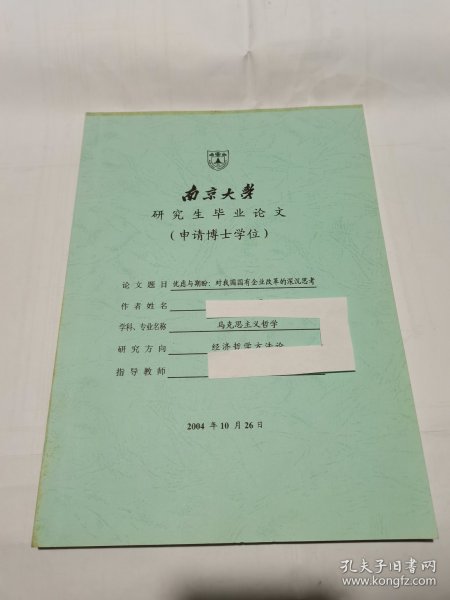 南京大学
研究生毕业论文
(申请博士学位)
论文题目 优虑与期盼：对我国国有企业改革的深沉思考
作者姓名
学科、专业名称 马克思主义哲学
研究方向 经济哲学方法论
指导教师
2004 年 10 月 26 日
孔夫子旧书网
www.kongfz.com